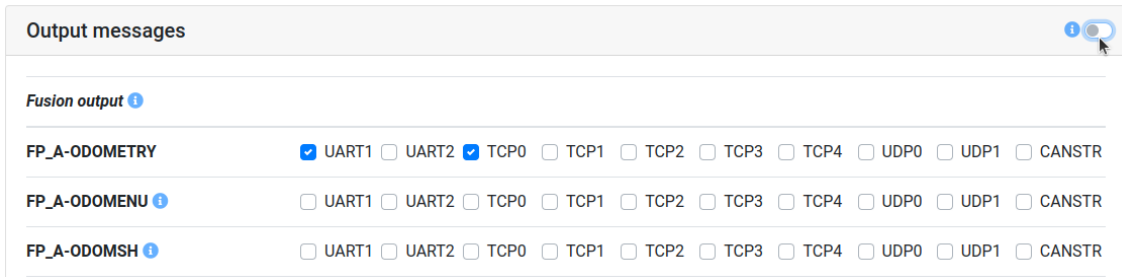 Output messages
Fusion output
FP_A-ODOMETRY UART1 UART2 TCP0 TCP1 TCP2 TCP3 TCP4 UDP0 UDP1 CANSTR
FP_A-ODOMENU UART1 UART2 TCP0 TCP1 TCP2 TCP3 TCP4 UDP0 UDP1 CANSTR
FP_A-ODOMSH UART1 UART2 TCP0 TCP1 TCP2 TCP3 TCP4 UDP0 UDP1 CANSTR